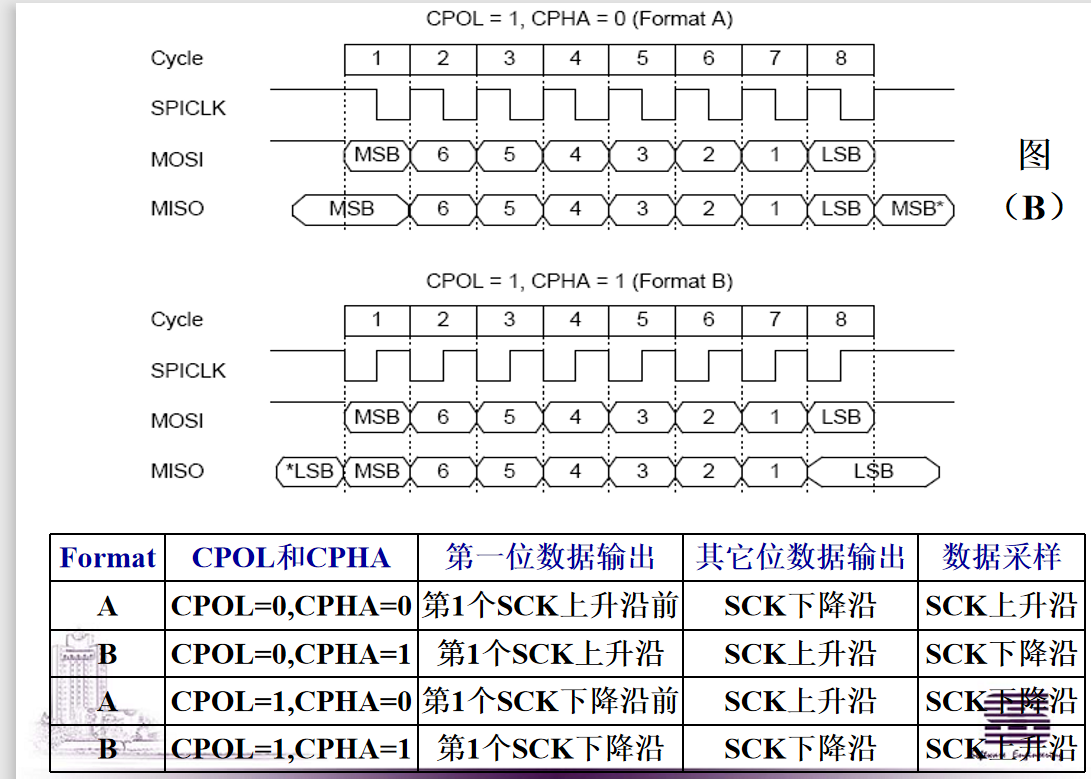 CPOL = 1, CPHA = 0 (Format A)
Cycle 1 2 3 4 5 6 7 8
SPICLK
MOSI MSB 6 5 4 3 2 1 LSB
MISO MSB 6 5 4 3 2 1 LSB MSB*
图
（B）
CPOL = 1, CPHA = 1 (Format B)
Cycle 1 2 3 4 5 6 7 8
SPICLK
MOSI MSB 6 5 4 3 2 1 LSB
MISO *LSB MSB 6 5 4 3 2 1 LSB
Format CPOL和CPHA 第一位数据输出 其它位数据输出 数据采样
A CPOL=0,CPHA=0 第1个SCK上升沿前 SCK下降沿 SCK上升沿
B CPOL=0,CPHA=1 第1个SCK上升沿 SCK上升沿 SCK下降沿
A CPOL=1,CPHA=0 第1个SCK下降沿前 SCK上升沿 SCK下降沿
B CPOL=1,CPHA=1 第1个SCK下降沿 SCK下降沿 SCK上升沿